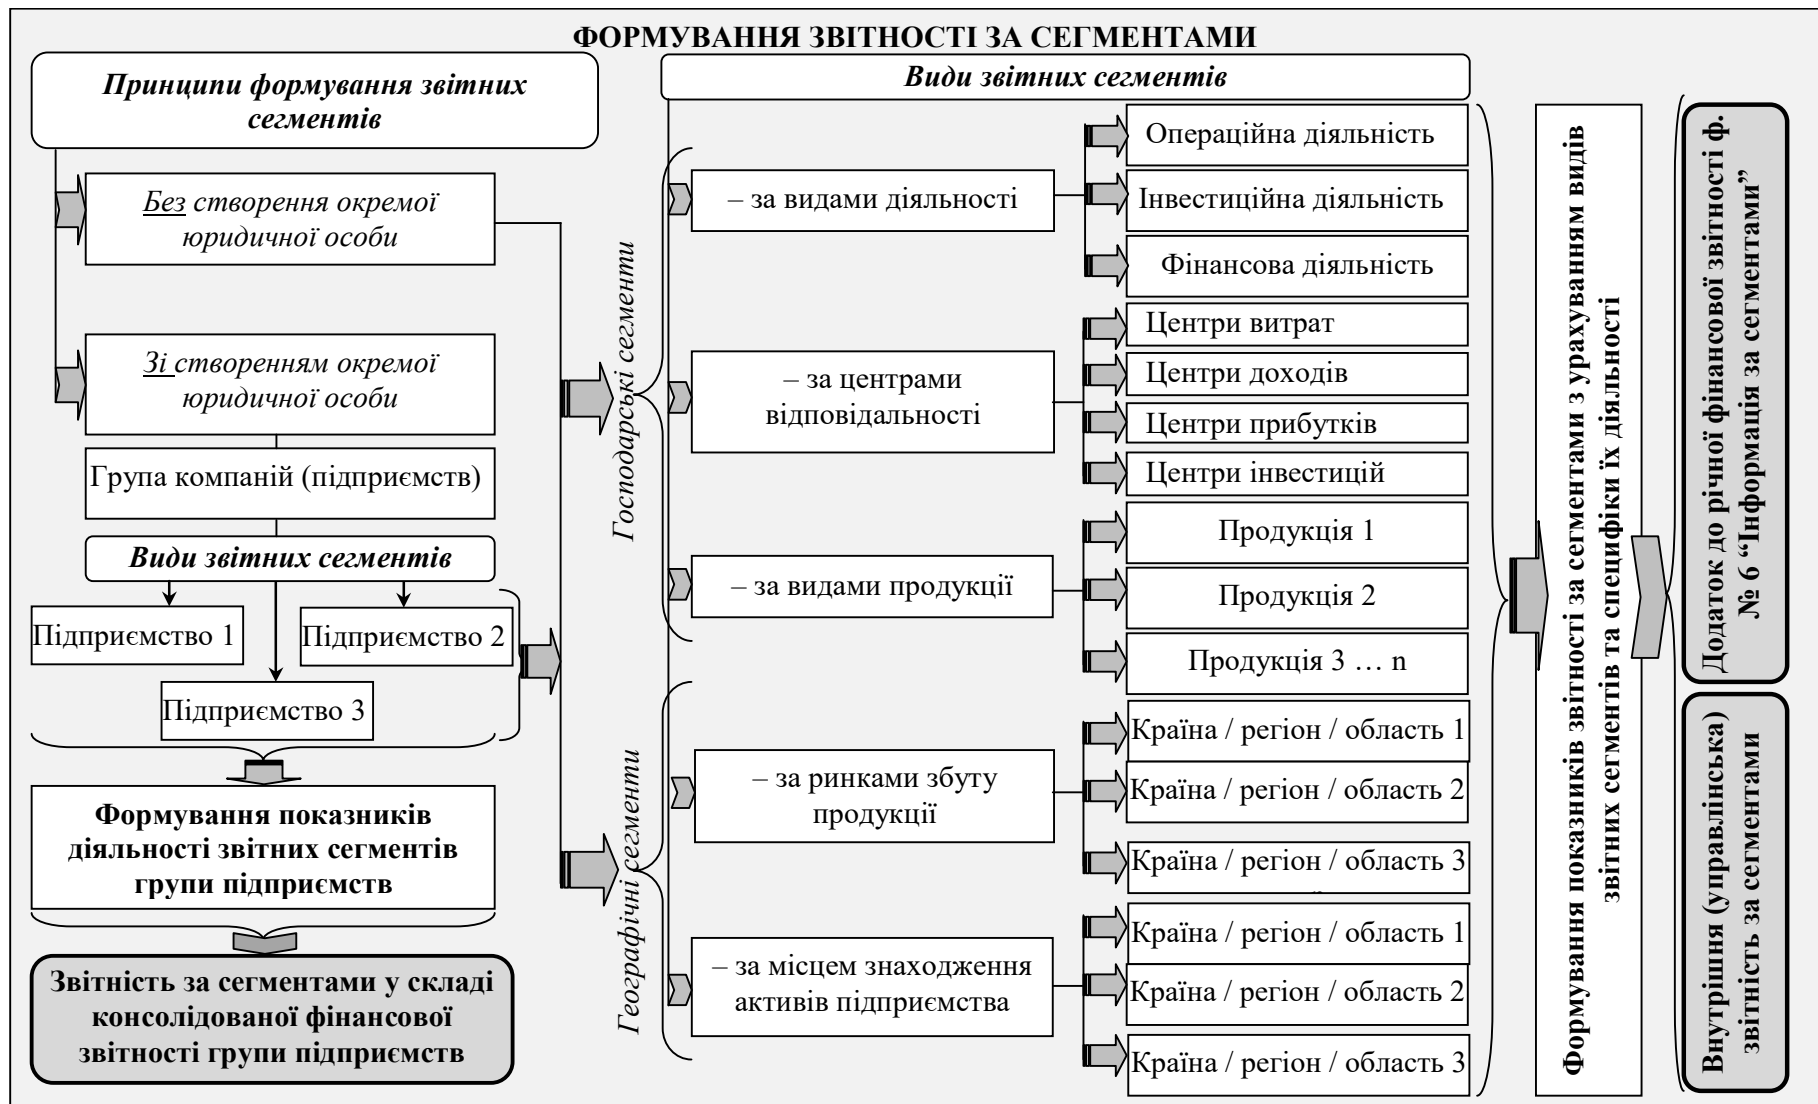 ФОРМУВАННЯ ЗВІТНОСТІ ЗА СЕГМЕНТАМИ
Принципи формування звітних
сегментів
Без створення окремої
юридичної особи
Зі створенням окремої
юридичної особи
Група компаній (підприємств)
Види звітних сегментів
Підприємство 1
Підприємство 2
Підприємство 3
Формування показників
діяльності звітних сегментів
групи підприємств
Звітність за сегментами у складі
консолідованої фінансової
звітності групи підприємств
Види звітних сегментів
Господарські сегменти
– за видами діяльності
Операційна діяльність
Інвестиційна діяльність
Фінансова діяльність
– за центрами
відповідальності
Центри витрат
Центри доходів
Центри прибутків
Центри інвестицій
– за видами продукції
Продукція 1
Продукція 2
Продукція 3 … n
Географічні сегменти
– за ринками збуту
продукції
Країна / регіон / область 1
Країна / регіон / область 2
Країна / регіон / область 3
– за місцем знаходження
активів підприємства
Країна / регіон / область 1
Країна / регіон / область 2
Країна / регіон / область 3
Формування показників звітності за сегментами з урахуванням видів
звітних сегментів та специфіки їх діяльності
Додаток до річної фінансової звітності ф.
№ 6 “Інформація за сегментами”
Внутрішня (управлінська)
звітність за сегментами